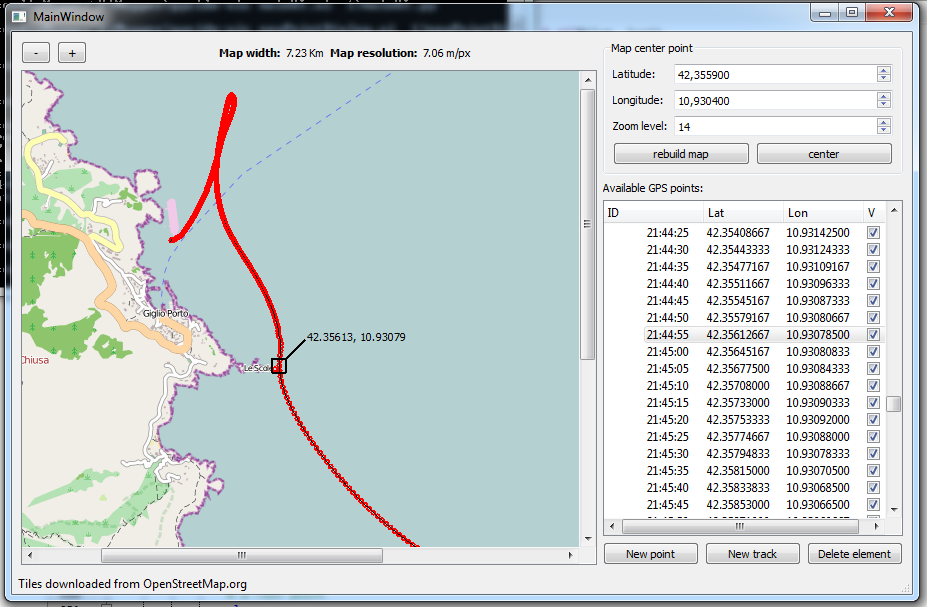 MainWindow
- +
Map width: 7.23 Km Map resolution: 7.06 m/px
Map center point
Latitude: 42,355900
Longitude: 10,930400
Zoom level: 14
rebuild map center
Available GPS points:
ID Lat Lon V
21:44:25 42.35408667 10.93142500
21:44:30 42.35443333 10.93124333
21:44:35 42.35477167 10.93109167
21:44:40 42.35511667 10.93096333
21:44:45 42.35545167 10.93087333
21:44:50 42.35579167 10.93080667
21:44:55 42.35612667 10.93078500
21:45:00 42.35645167 10.93080833
21:45:05 42.35677500 10.93084333
21:45:10 42.35708000 10.93088667
21:45:15 42.35733000 10.93090333
21:45:20 42.35753333 10.93092000
21:45:25 42.35774667 10.93088000
21:45:30 42.35794833 10.93078333
21:45:35 42.35815000 10.93070500
21:45:40 42.35833833 10.93068500
21:45:45 42.35853000 10.93066500
Giglio Porto
42.35613, 10.93079
Chiusa
Le Scole
New point New track Delete element
Tiles downloaded from OpenStreetMap.org